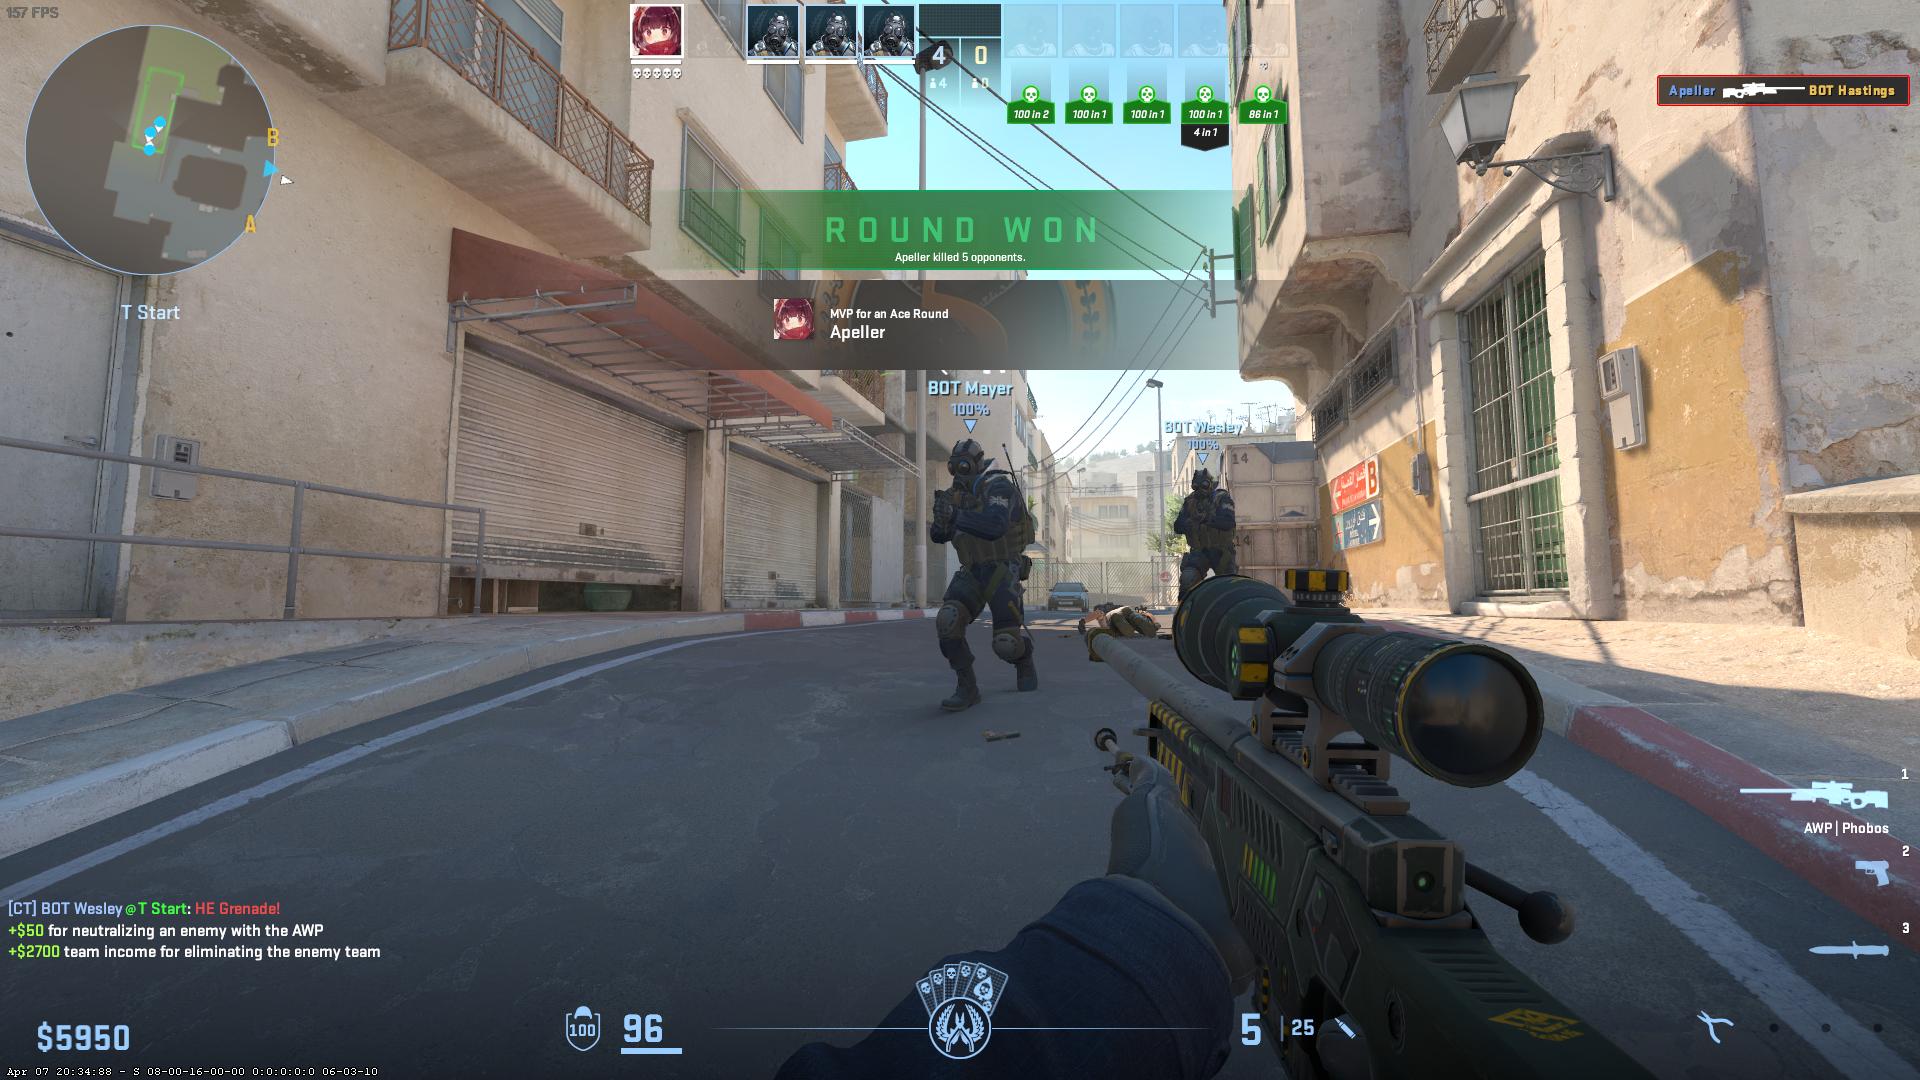 157 FPS
4 0
4 0
100 in 2
100 in 1
100 in 1
100 in 1
86 in 1
4 in 1
Apeller BOT Hastings
B
A
T Start
ROUND WON
Apeller killed 5 opponents.
MVP for an Ace Round
Apeller
BOT Mayer
100%
BOT Wesley
100%
14
14
B
1
AWP | Phobos
2
3
[CT] BOT Wesley @ T Start: HE Grenade!
+$50 for neutralizing an enemy with the AWP
+$2700 team income for eliminating the enemy team
$5950
100 96
5 | 25
Apr 07 20:34:88 - S 08-00-16-00-00 0:0:0:0:0 06-03-10